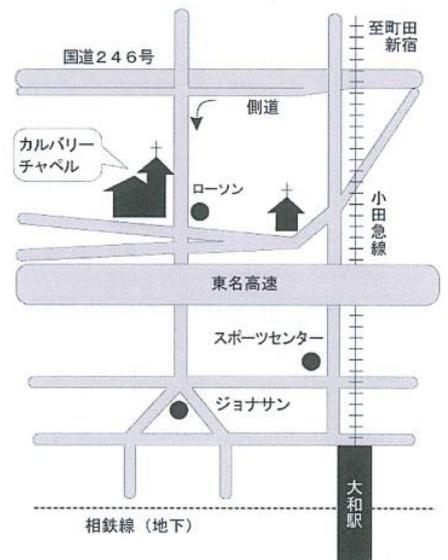 至町田
新宿
国道２４６号
側道
カルバリー
チャペル
ローソン
小田急線
東名高速
スポーツセンター
ジョナサン
大和駅
相鉄線（地下）